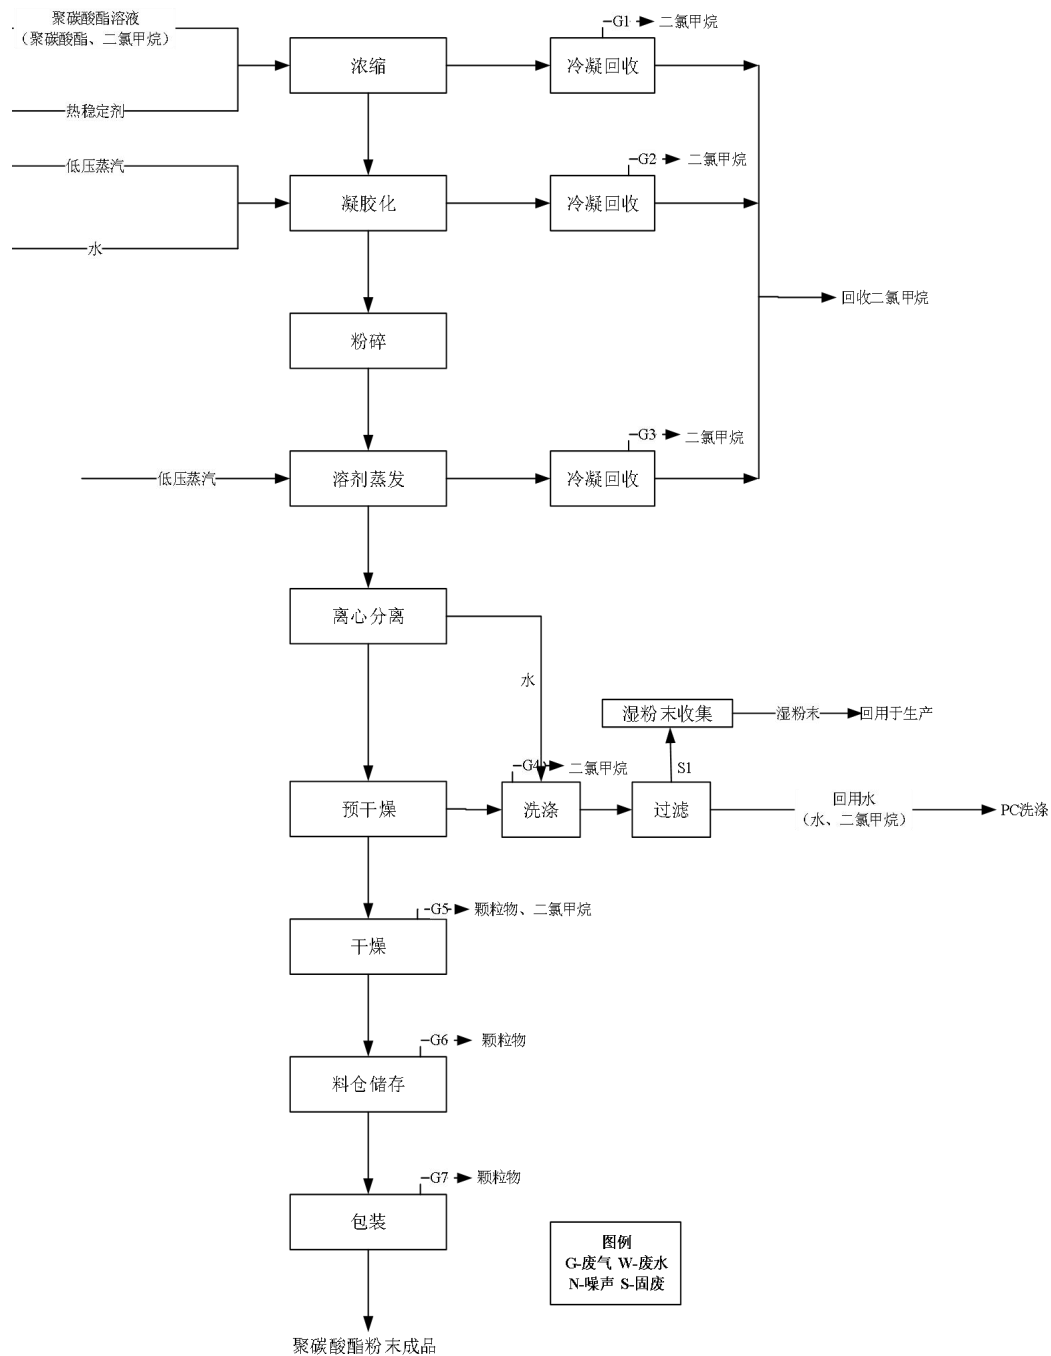 聚碳酸酯溶液
（聚碳酸酯、二氯甲烷）
G1
二氯甲烷
浓缩
冷凝回收
热稳定剂
低压蒸汽
G2
二氯甲烷
凝胶化
冷凝回收
水
回收二氯甲烷
粉碎
G3
二氯甲烷
低压蒸汽
溶剂蒸发
冷凝回收
离心分离
水
湿粉末收集
湿粉末
回用于生产
G4
二氯甲烷
S1
预干燥
洗涤
过滤
回用水
（水、二氯甲烷）
PC洗涤
G5
颗粒物、二氯甲烷
干燥
G6
颗粒物
料仓储存
G7
颗粒物
包装
图例
G-废气 W-废水
N-噪声 S-固废
聚碳酸酯粉末成品